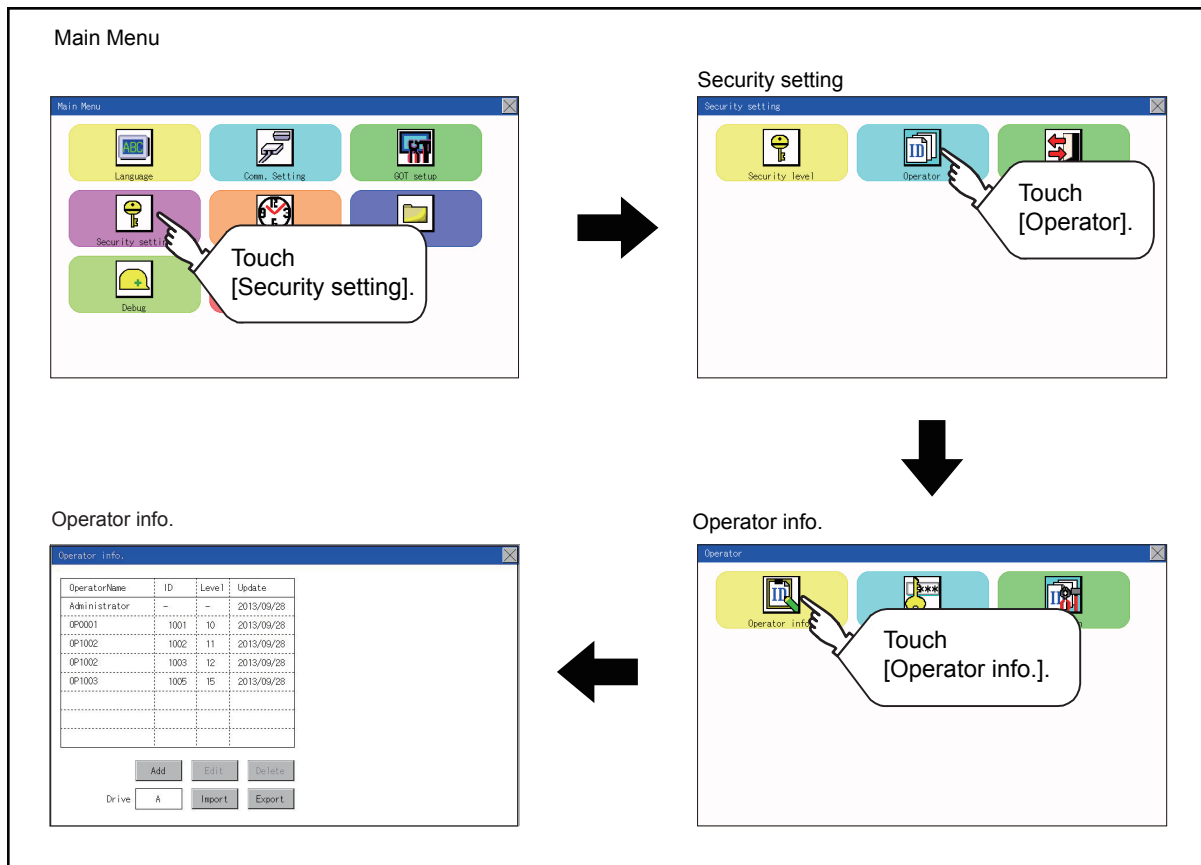 Main Menu
Main Menu
Language
Comm. Setting
GOT setup
Security settin
Debug
Touch
[Security setting].
Security setting
Security setting
Security level
Operator
Touch
[Operator].
Operator info.
Operator
Operator info
***
Touch
[Operator info.].
Operator info.
Operator info.
OperatorName ID Level Update
Administrator - - 2013/09/28
OP0001 1001 10 2013/09/28
OP1002 1002 11 2013/09/28
OP1002 1003 12 2013/09/28
OP1003 1005 15 2013/09/28
Add Edit Delete
Drive A Import Export